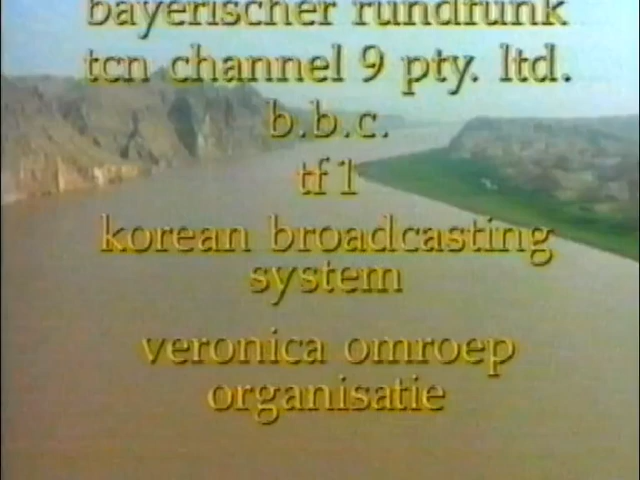 bayerischer rundfunk
tcn channel 9 pty. ltd.
b.b.c.
tf 1
korean broadcasting
system
veronica omroep
organisatie